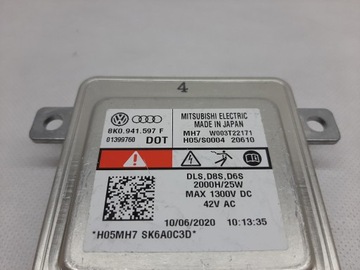 4
8K0.941.597 F
01399760 DOT
MITSUBISHI ELECTRIC
MADE IN JAPAN
MH7 W003T22171
H05/S0004 20610
DLS,D8S,D6S
2000H/25W
MAX 1300V DC
42V AC
10/06/2020 10:13:35
*H05MH7 SK6A0C3D*